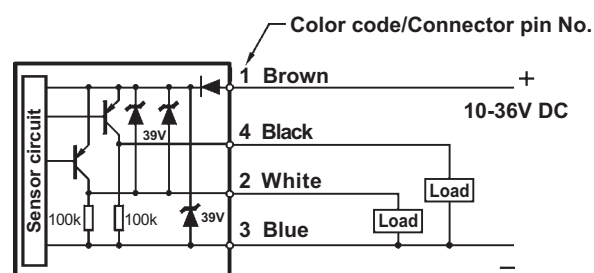 Color code/Connector pin No.
1 Brown
+
10-36V DC
39V
4 Black
Sensor circuit
2 White
Load
100k
100k
39V
Load
3 Blue
−